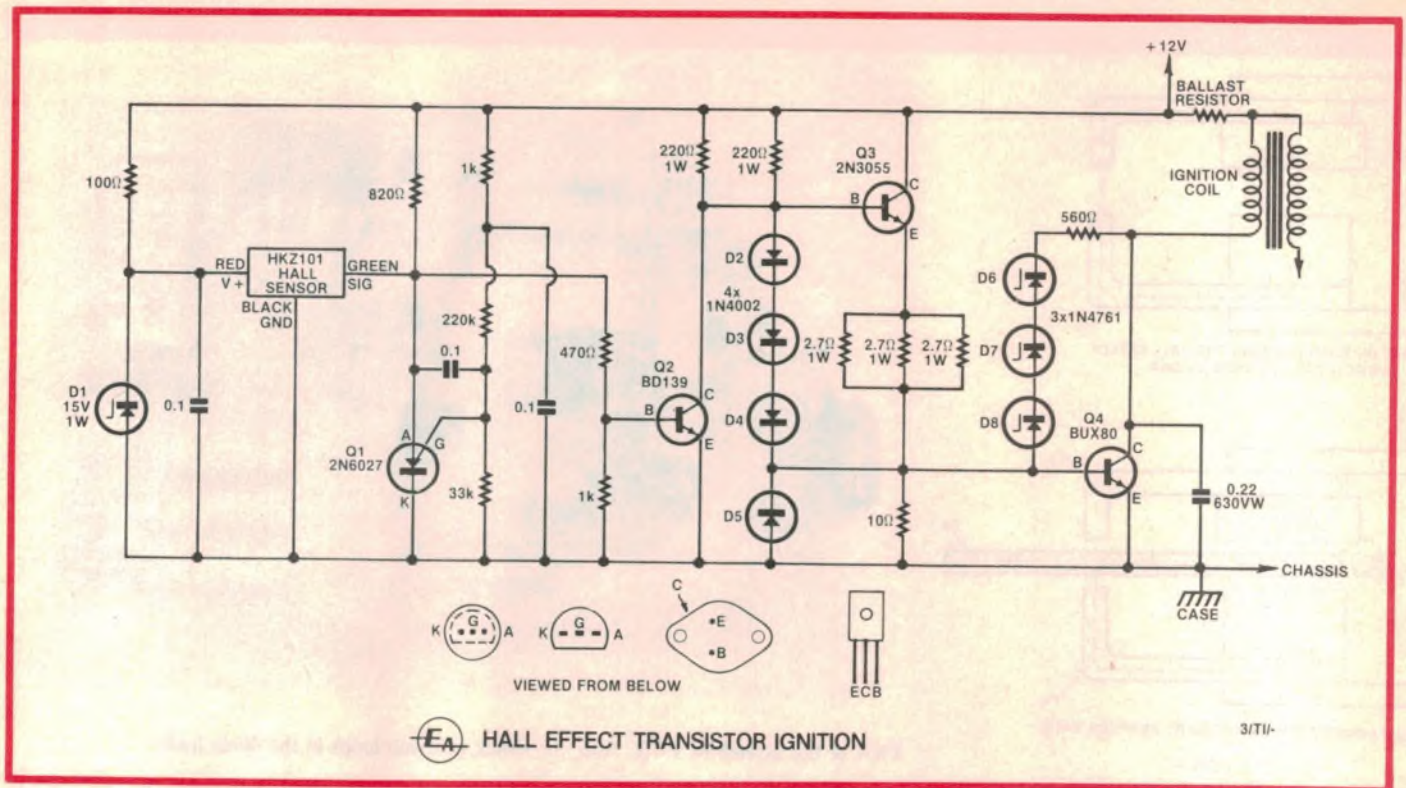 +12V
BALLAST
RESISTOR
100Ω
820Ω
1k
220Ω
1W
220Ω
1W
Q3
2N3055
B
C
E
IGNITION
COIL
560Ω
RED
V+
HKZ101
HALL
SENSOR
GREEN
SIG
BLACK
GND
D2
4x
1N4002
D3
D4
D5
D6
3x1N4761
D7
D8
220k
0.1
470Ω
2.7Ω
1W
2.7Ω
1W
2.7Ω
1W
D1
15V
1W
0.1
0.1
Q2
BD139
B
C
E
Q4
BUX80
B
C
E
Q1
2N6027
A
G
K
33k
1k
10Ω
0.22
630VW
CHASSIS
CASE
K
G
A
K
G
A
C
E
B
ECB
VIEWED FROM BELOW
EA HALL EFFECT TRANSISTOR IGNITION
3/TI/-